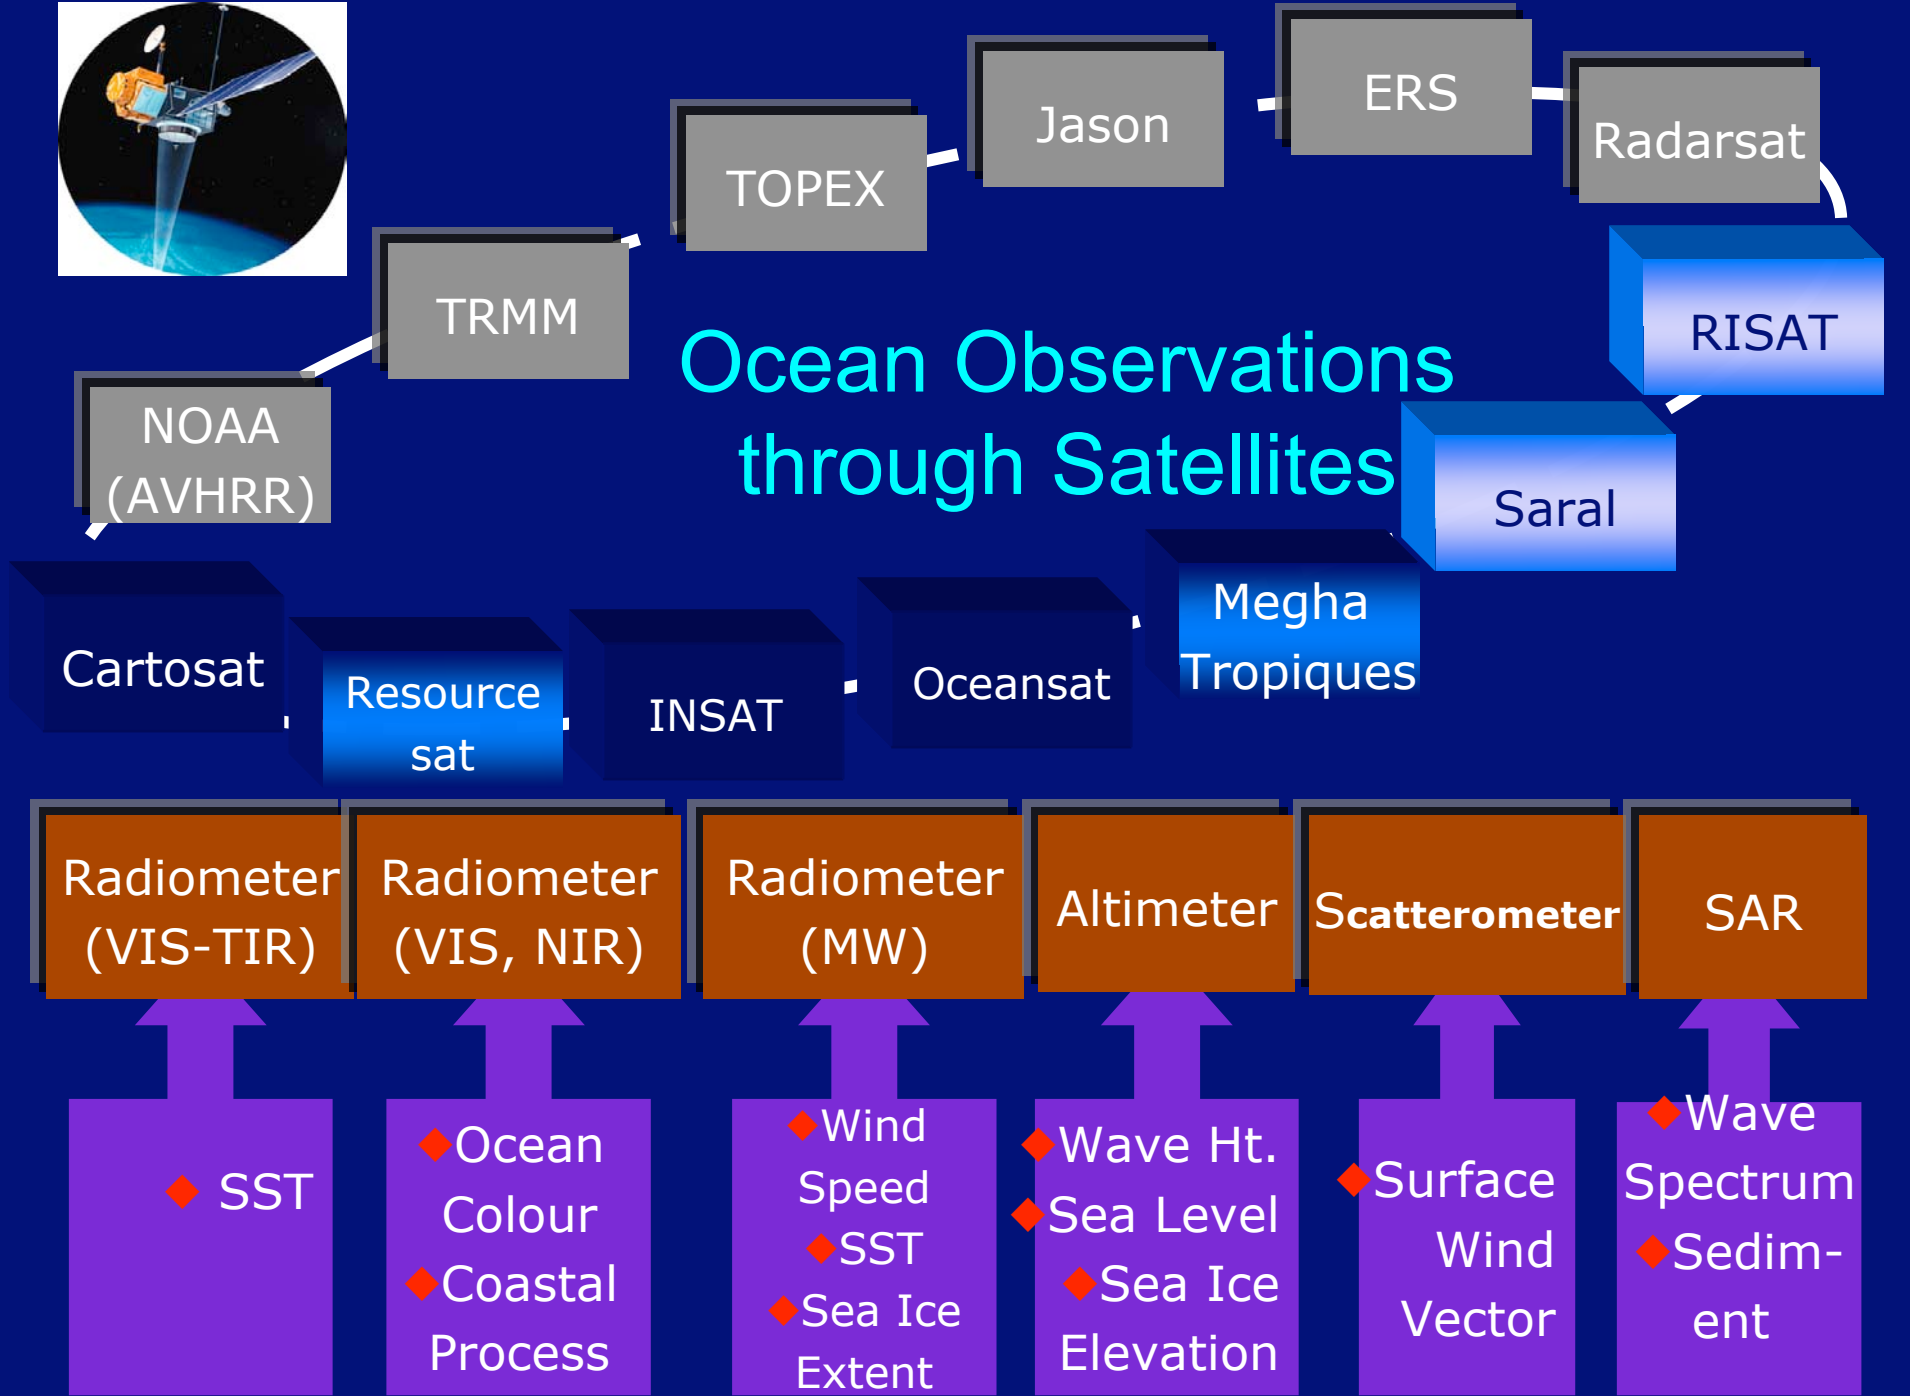 ERS
Jason
Radarsat
TOPEX
TRMM
Ocean Observations
through Satellites
RISAT
NOAA
(AVHRR)
Saral
Megha
Tropiques
Cartosat
Resource
sat
INSAT
Oceansat
Radiometer
(VIS-TIR)
Radiometer
(VIS, NIR)
Radiometer
(MW)
Altimeter
Scatterometer
SAR
◆ SST
◆Ocean
Colour
◆Coastal
Process
◆Wind
Speed
◆SST
◆Sea Ice
Extent
◆Wave Ht.
◆Sea Level
◆Sea Ice
Elevation
◆Surface
Wind
Vector
◆Wave
Spectrum
◆Sedim-
ent